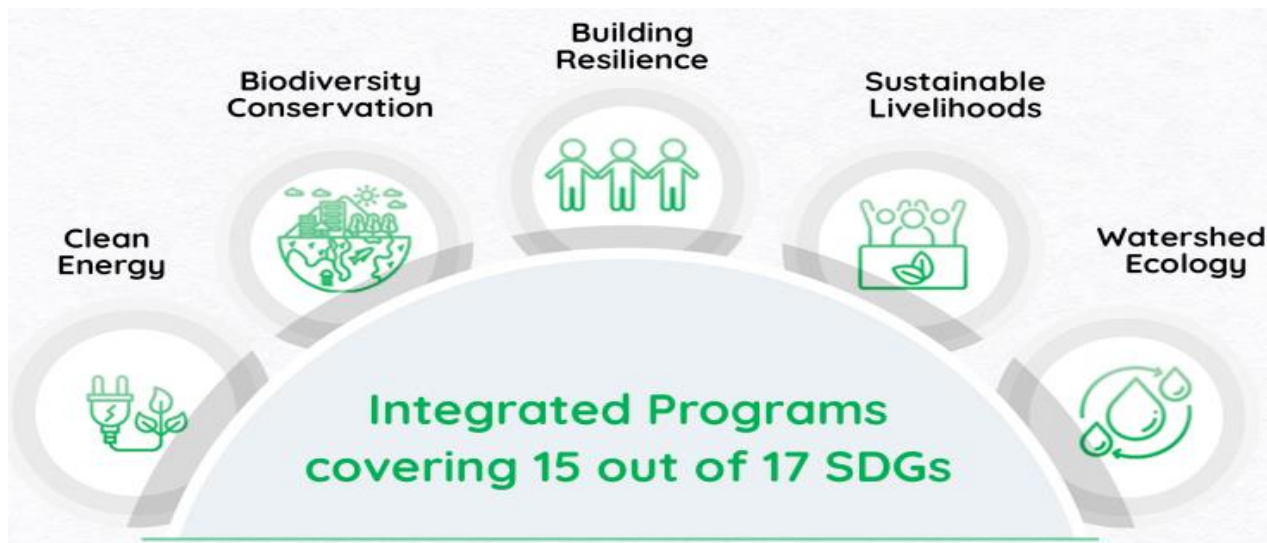 Building
Resilience
Biodiversity
Conservation
Sustainable
Livelihoods
Clean
Energy
Watershed
Ecology
Integrated Programs
covering 15 out of 17 SDGs